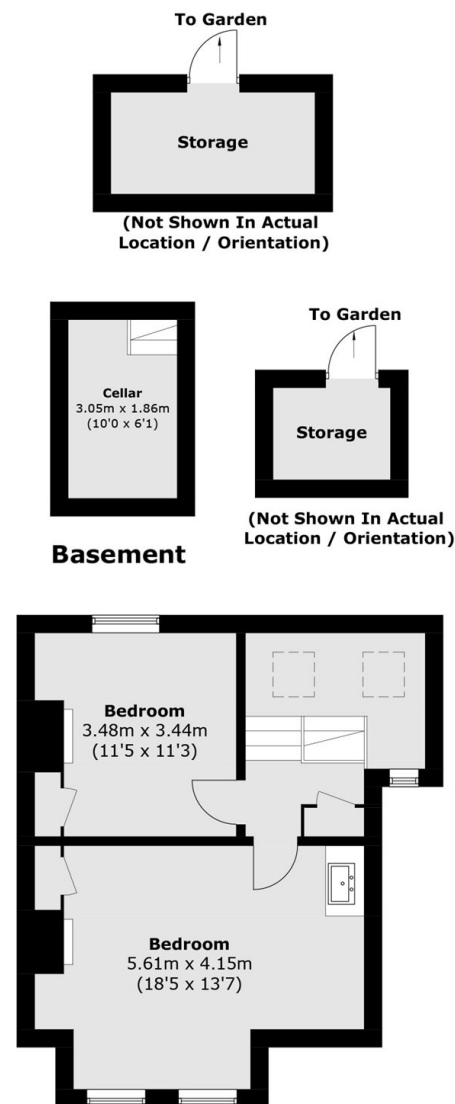 To Garden
Storage
(Not Shown In Actual
Location / Orientation)
Cellar
3.05m x 1.86m
(10'0 x 6'1)
Basement
To Garden
Storage
(Not Shown In Actual
Location / Orientation)
Bedroom
3.48m x 3.44m
(11'5 x 11'3)
Bedroom
5.61m x 4.15m
(18'5 x 13'7)